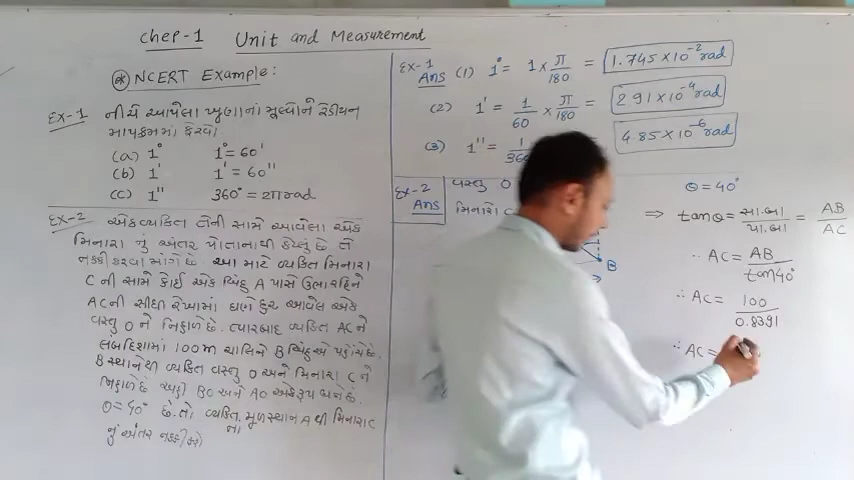 Chep-1 Unit and Measurement
⊛ NCERT Example:
Ex-1 નીચે આપેલા ખૂણાનાં મૂલ્યોને રેડીયન
માપક્રમમાં ફેરવો.
(a) 1° 1° = 60'
(b) 1' 1' = 60"
(c) 1" 360° = 2π rad
Ex-2 એક વ્યકિત તેની સામે આવેલા એક
મિનારા નું અંતર પોતાનાથી કેટલું છે તે
નક્કી કરવા માંગે છે. આ માટે વ્યકિત મિનારા
C ની સામે કોઈ એક બિંદુ A પાસે ઉભા રહિને
AC ની સીધી રેખામાં ઘણે દુર આવેલ એક
વસ્તુ O ને નિહાળે છે. ત્યારબાદ વ્યકિત AC ને
લંબદિશામાં 100m ચાલિને B બિંદુએ પહોંચે છે.
B સ્થાનેથી વ્યકિત વસ્તુ O અને મિનારા C ને
નિહાળે છે અહી BO અને AO એકરૂપ બને છે.
θ = 40° છે. તો વ્યકિત ના મૂળસ્થાન A થી મિનારા C
નું અંતર નક્કી કરો
Ex-1
Ans (1) 1° = 1 × π/180 = 1.745 × 10⁻² rad
(2) 1' = 1/60 × π/180 = 2.91 × 10⁻⁴ rad
(3) 1" = 4.85 × 10⁻⁶ rad
Ex-2 વસ્તુ O
Ans મિનારો C
B
θ = 40°
⇒ tanθ = સા.બા/પા.બા = AB/AC
∴ AC = AB/tan40°
∴ AC = 100/0.8391
∴ AC =